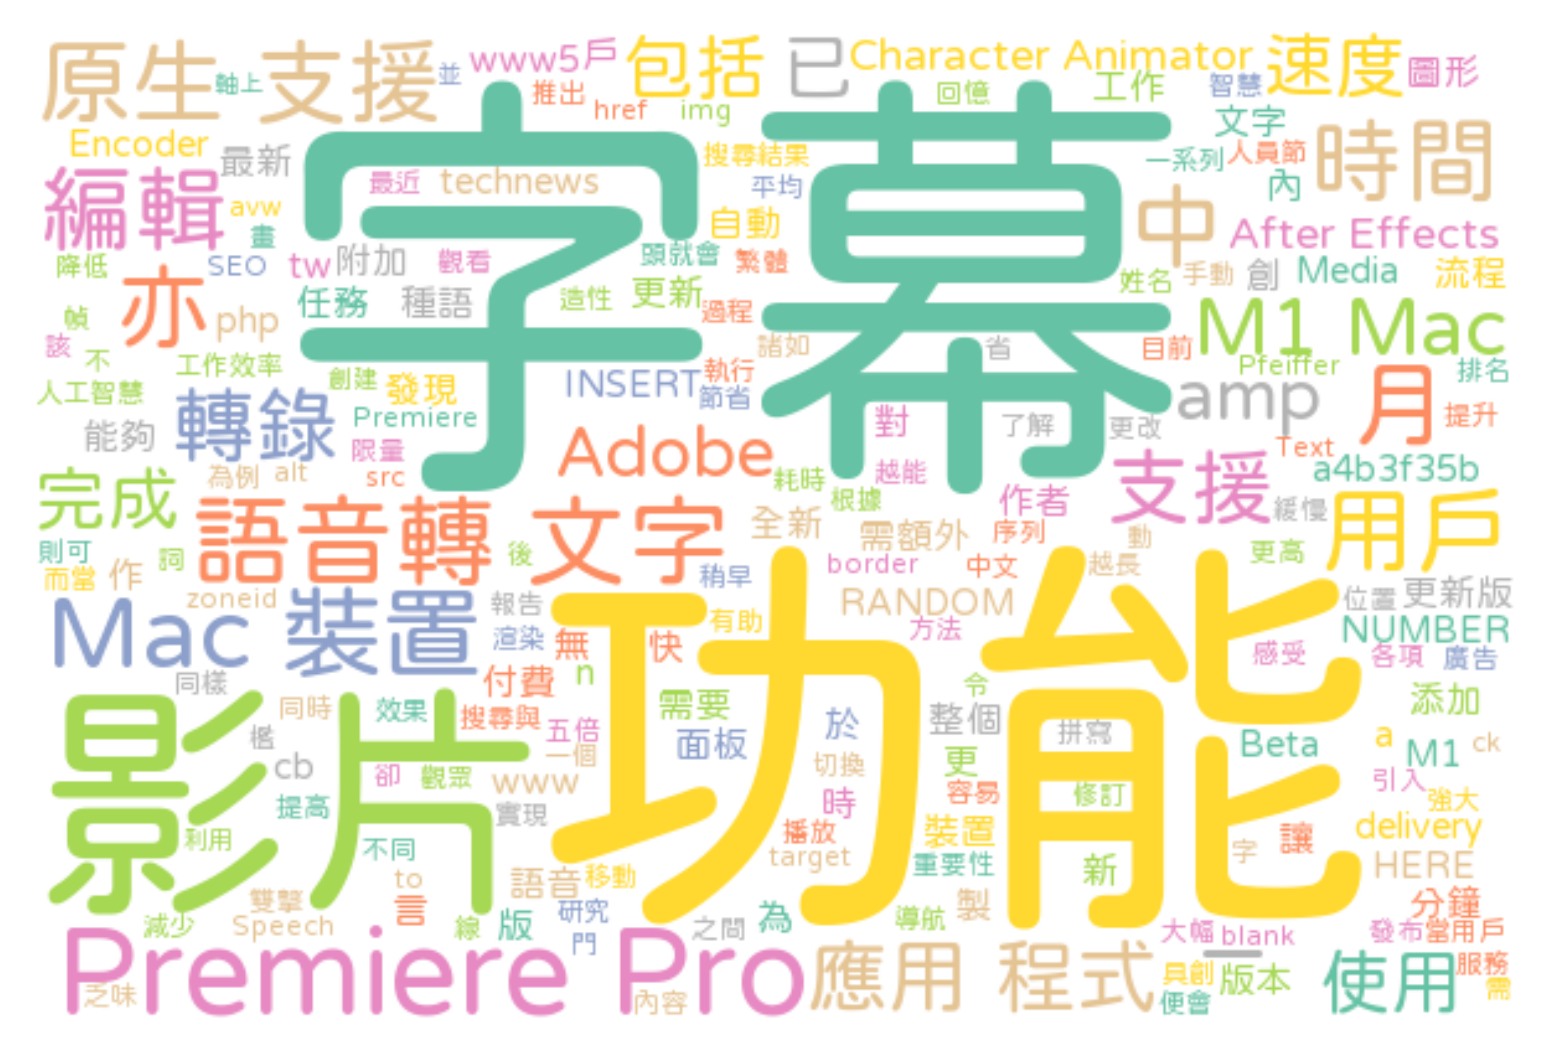 原生 支援
軸上
並
www5戶
包括
已
Character Animator
速度
圖形
推出
href
img
回憶
工作
智慧
文字
Encoder
最新
字幕
搜尋結果
一系列
人員節
時間
編輯
avw
最近
technews
平均
內
畫
自動
中
After Effects
降低
SEO
tw
附加
觀看
頭就會
繁體
姓名
手動
創
Media
流程
亦
php
任務
種語
造性
更新
過程
M1 Mac
幀
該
不
工作效率
諸如
省
目前
Pfeiffer
排名
人工智慧
創建
發現
INSERT
執行
節省
amp
月
提升
轉錄
Premiere
能夠
限量
Adobe
對
了解
更改
Text
完成
為例
alt
src
耗時
越能
支援
a4b3f35b
根據
作者
語音轉 文字
全新
需額外
序列
動
緩慢
用戶
則可
詞
後
而當
作
稍早
border
中文
越長
更高
zoneid
報告
RANDOM
位置
更新版
Mac 裝置
渲染
無
快
有助
方法
NUMBER
功能
感受
各項
廣告
同樣
付費
n
令
添加
影片
同時
效果
搜尋與
需要
於
整個
拼寫
檻
五倍
面板
Beta
a
M1
ck
cb
卻
觀眾
一個
www
切換
更
引入
提高
實現
時
容易
修訂
強大
利用
播放
裝置
delivery
不同
target
重要性
字
讓
to
語音
移動
新
HERE
雙擊
言
研究
製
分鐘
減少
Speech
線
版
門
之間
為
導航
大幅
blank
發布
當用戶
Premiere Pro
應用 程式
_
具創
版本
使用
服務
乏味
內容
便會
需